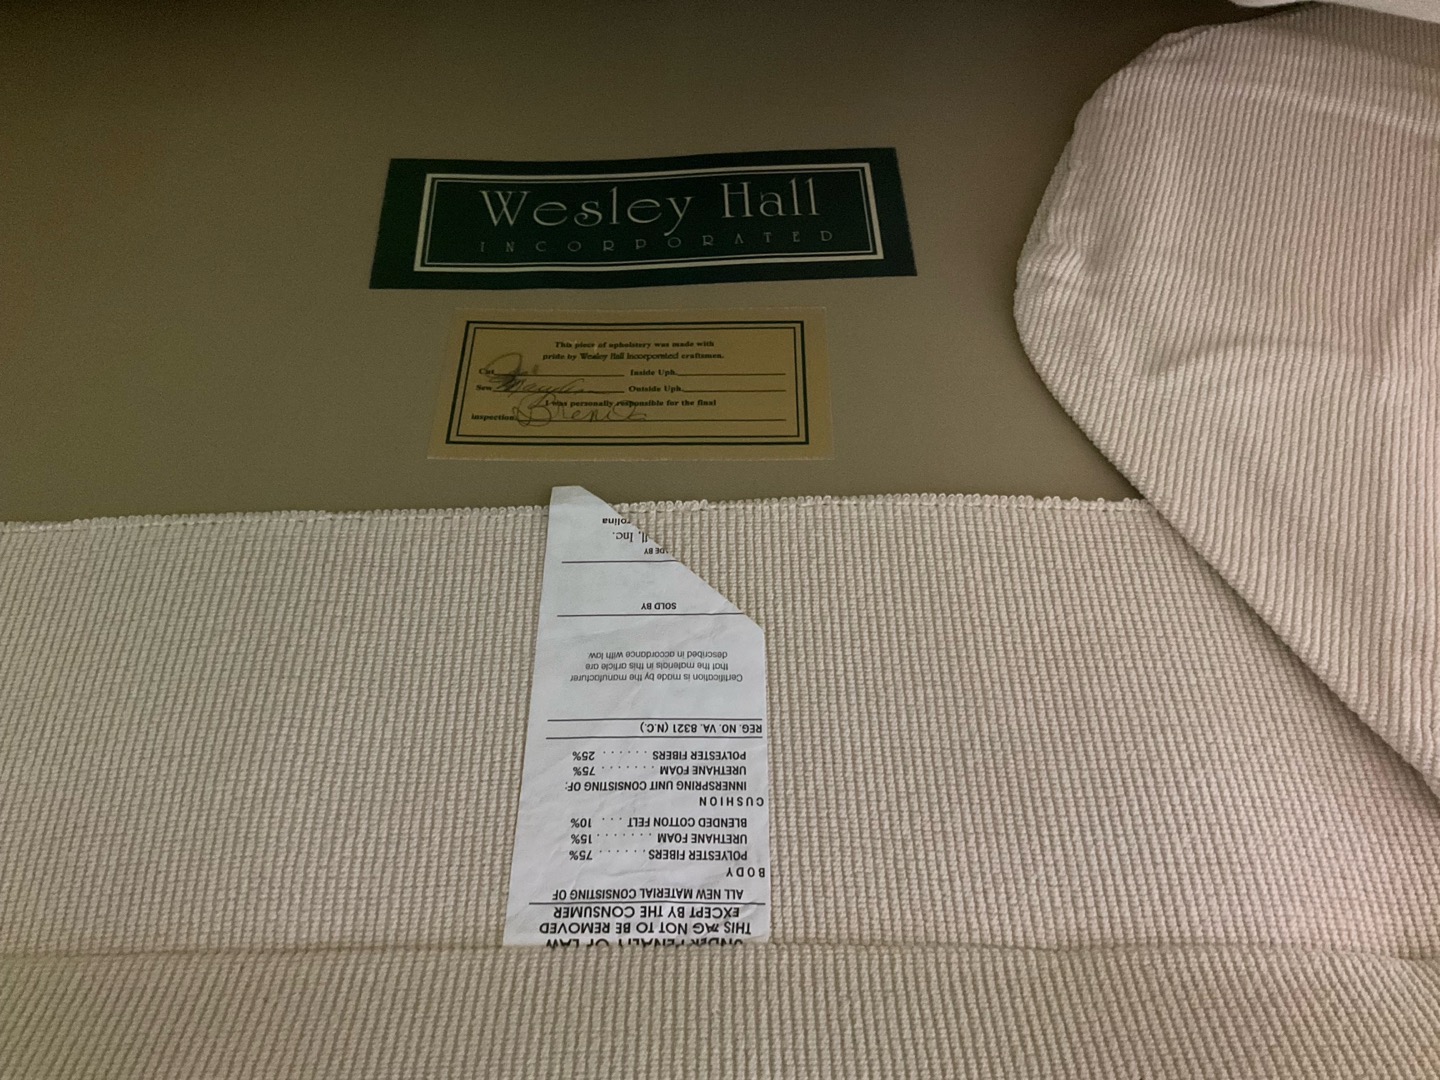 Wesley Hall
INCORPORATED
This piece of upholstery was made with
pride by Wesley Hall Incorporated craftsmen.
Cut Inside Uph.
Sew Outside Uph.
I was personally responsible for the final
inspection Brenda
UNDER PENALTY OF LAW
THIS TAG NOT TO BE REMOVED
EXCEPT BY THE CONSUMER
ALL NEW MATERIAL CONSISTING OF
BODY
POLYESTER FIBERS . . . . . . 75%
URETHANE FOAM . . . . . . . 15%
BLENDED COTTON FELT . . . 10%
CUSHION
INNERSPRING UNIT CONSISTING OF:
URETHANE FOAM . . . . . . . 75%
POLYESTER FIBERS . . . . . . 25%
REG. NO. VA. 8321 (N.C.)
Certification is made by the manufacturer
that the materials in this article are
described in accordance with law
SOLD BY
DE BY
ll, Inc.
rolina